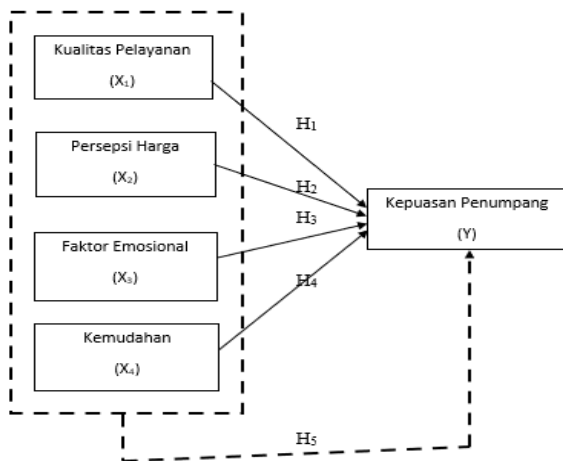 Kualitas Pelayanan
(X₁)
H₁
Persepsi Harga
(X₂)
H₂
Kepuasan Penumpang
(Y)
H₃
Faktor Emosional
(X₃)
H₄
Kemudahan
(X₄)
H₅